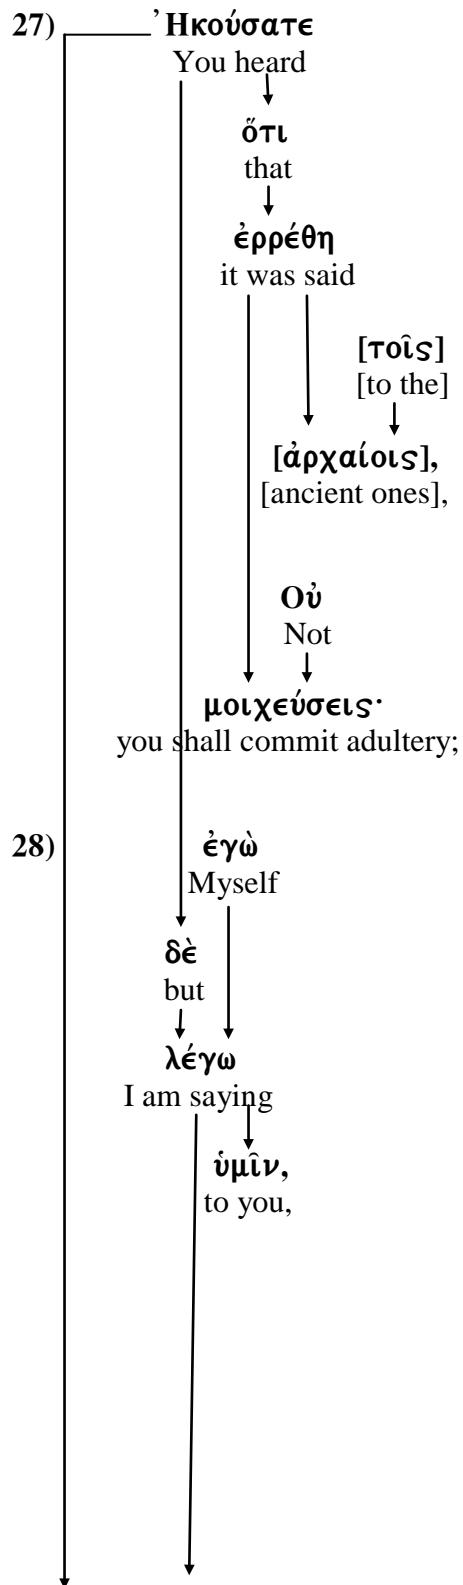 27) Ἠκούσατε
You heard
ὅτι
that
ἐρρέθη
it was said
[τοῖς]
[to the]
[ἀρχαίοις],
[ancient ones],
Οὐ
Not
μοιχεύσεις·
you shall commit adultery;
28) ἐγὼ
Myself
δὲ
but
λέγω
I am saying
ὑμῖν,
to you,